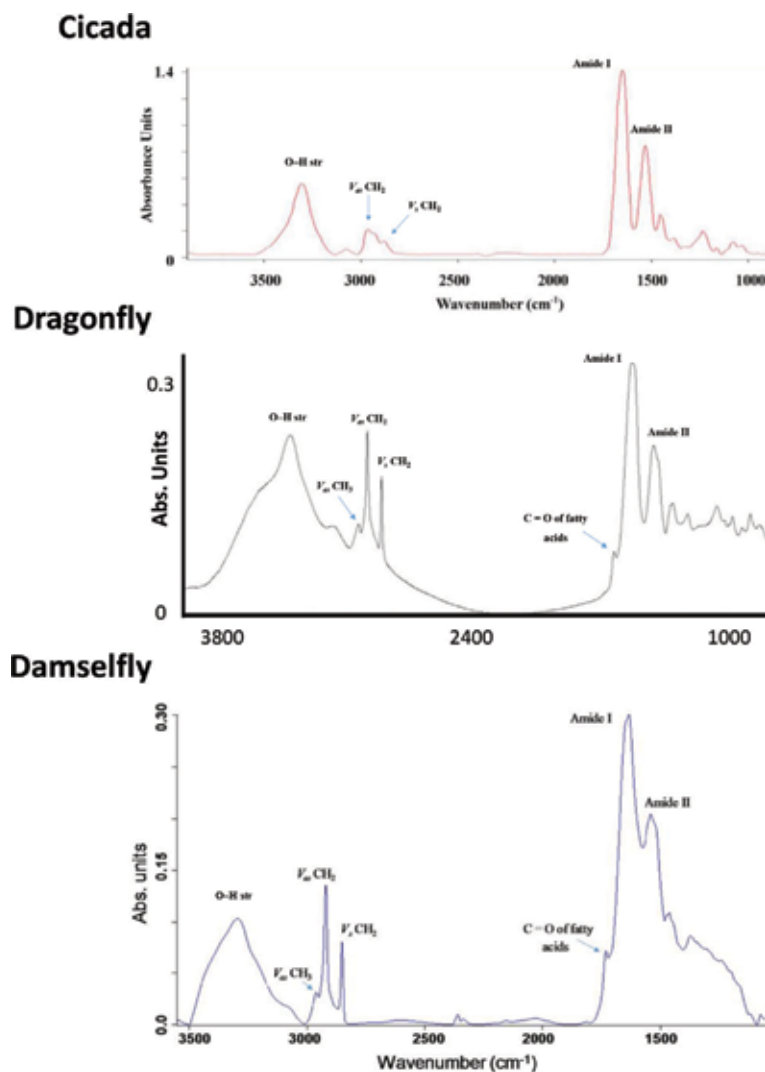 Cicada
Amide I
1.4
Absorbance Units
Amide II
O–H str
Vas CH2
Vs CH2
0
3500 3000 2500 2000 1500 1000
Wavenumber (cm-1)
Dragonfly
Amide I
0.3
Abs. Units
O–H str
Vas CH2
Amide II
Vs CH2
Vas CH3
C = O of fatty
acids
0
3800 2400 1000
Damselfly
0.30
Amide I
Amide II
Abs. units
0.15
Vas CH2
O–H str
Vs CH2
C = O of fatty
acids
Vas CH3
0.0
3500 3000 2500 2000 1500
Wavenumber (cm-1)